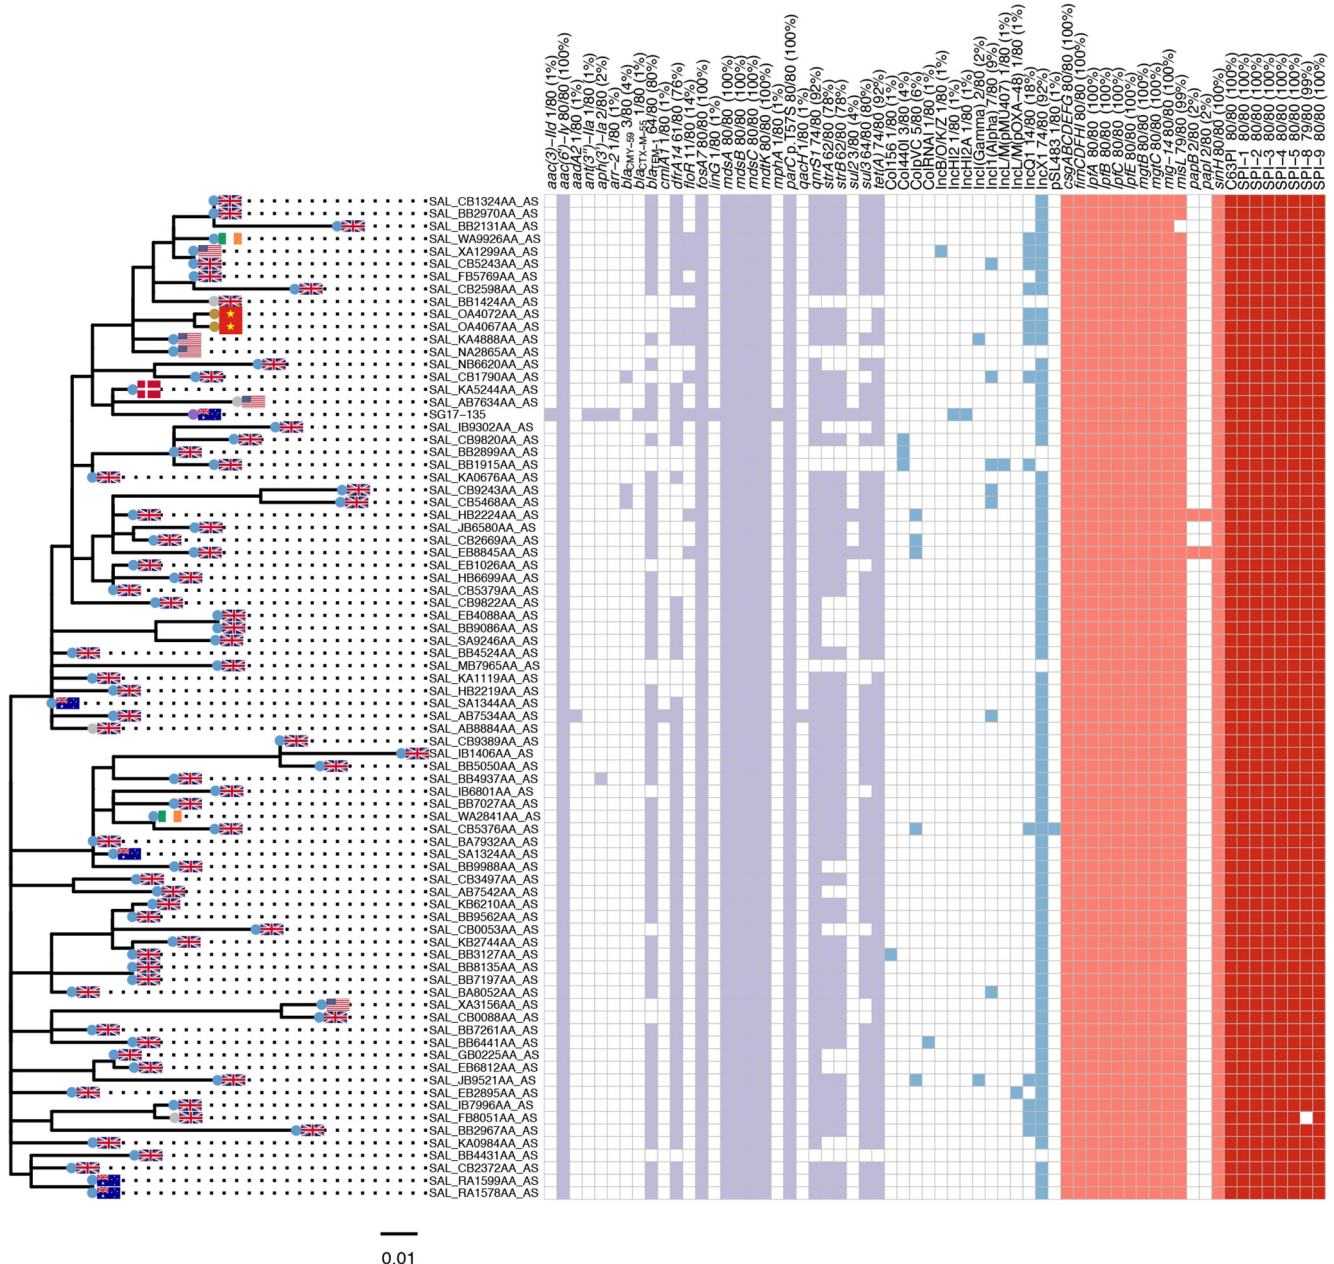 aac(3)-IId 1/80 (1%)
aac(6')-Iy 80/80 (100%)
aadA2 1/80 (1%)
ant(3'')-Ia 1/80 (1%)
aph(3')-Ia 2/80 (2%)
arr-2 1/80 (1%)
blaCMY-59 3/80 (4%)
blaCTX-M-55 1/80 (1%)
blaTEM-1 64/80 (80%)
cmlA1 1/80 (1%)
dfrA14 61/80 (76%)
floR 11/80 (14%)
fosA7 80/80 (100%)
linG 1/80 (1%)
mdsA 80/80 (100%)
mdsB 80/80 (100%)
mdsC 80/80 (100%)
mdtK 80/80 (100%)
mphA 1/80 (1%)
parC p.T57S 80/80 (100%)
qacH 1/80 (1%)
qnrS1 74/80 (92%)
strA 62/80 (78%)
strB 62/80 (78%)
sul2 3/80 (4%)
sul3 64/80 (80%)
tet(A) 74/80 (92%)
Col156 1/80 (1%)
Col440I 3/80 (4%)
ColpVC 5/80 (6%)
ColRNAI 1/80 (1%)
IncB/O/K/Z 1/80 (1%)
IncHI2 1/80 (1%)
IncHI2A 1/80 (1%)
IncI(Gamma) 2/80 (2%)
IncI1(Alpha) 7/80 (9%)
IncL/M(pMU407) 1/80 (1%)
IncL/M(pOXA-48) 1/80 (1%)
IncQ1 14/80 (18%)
IncX1 74/80 (92%)
pSL483 1/80 (1%)
csgABCDEFG 80/80 (100%)
fimCDFHI 80/80 (100%)
lpfA 80/80 (100%)
lpfB 80/80 (100%)
lpfC 80/80 (100%)
lpfE 80/80 (100%)
mgtB 80/80 (100%)
mgtC 80/80 (100%)
mig-14 80/80 (100%)
misL 79/80 (99%)
papB 2/80 (2%)
papI 2/80 (2%)
sinH 80/80 (100%)
C63PI 80/80 (100%)
SPI-1 80/80 (100%)
SPI-2 80/80 (100%)
SPI-3 80/80 (100%)
SPI-4 80/80 (100%)
SPI-5 80/80 (100%)
SPI-8 79/80 (99%)
SPI-9 80/80 (100%)
SAL_CB1324AA_AS
SAL_BB2970AA_AS
SAL_BB2131AA_AS
SAL_WA9926AA_AS
SAL_XA1299AA_AS
SAL_CB5243AA_AS
SAL_FB5769AA_AS
SAL_CB2598AA_AS
SAL_BB1424AA_AS
SAL_OA4072AA_AS
SAL_OA4067AA_AS
SAL_KA4888AA_AS
SAL_NA2865AA_AS
SAL_NB6620AA_AS
SAL_CB1790AA_AS
SAL_KA5244AA_AS
SAL_AB7634AA_AS
SG17-135
SAL_IB9302AA_AS
SAL_CB9820AA_AS
SAL_BB2899AA_AS
SAL_BB1915AA_AS
SAL_KA0676AA_AS
SAL_CB9243AA_AS
SAL_CB5468AA_AS
SAL_HB2224AA_AS
SAL_JB6580AA_AS
SAL_CB2669AA_AS
SAL_EB8845AA_AS
SAL_EB1026AA_AS
SAL_HB6699AA_AS
SAL_CB5379AA_AS
SAL_CB9822AA_AS
SAL_EB4088AA_AS
SAL_BB9086AA_AS
SAL_SA9246AA_AS
SAL_BB4524AA_AS
SAL_MB7965AA_AS
SAL_KA1119AA_AS
SAL_HB2219AA_AS
SAL_SA1344AA_AS
SAL_AB7534AA_AS
SAL_AB8884AA_AS
SAL_CB9389AA_AS
SAL_IB1406AA_AS
SAL_BB5050AA_AS
SAL_BB4937AA_AS
SAL_IB6801AA_AS
SAL_BB7027AA_AS
SAL_WA2841AA_AS
SAL_CB5376AA_AS
SAL_BA7932AA_AS
SAL_SA1324AA_AS
SAL_BB9988AA_AS
SAL_CB3497AA_AS
SAL_AB7542AA_AS
SAL_KB6210AA_AS
SAL_BB9562AA_AS
SAL_CB0053AA_AS
SAL_KB2744AA_AS
SAL_BB3127AA_AS
SAL_BB8135AA_AS
SAL_BB7197AA_AS
SAL_BA8052AA_AS
SAL_XA3156AA_AS
SAL_CB0088AA_AS
SAL_BB7261AA_AS
SAL_BB6441AA_AS
SAL_GB0225AA_AS
SAL_EB6812AA_AS
SAL_JB9521AA_AS
SAL_EB2895AA_AS
SAL_IB7996AA_AS
SAL_FB8051AA_AS
SAL_BB2967AA_AS
SAL_KA0984AA_AS
SAL_BB4431AA_AS
SAL_CB2372AA_AS
SAL_RA1599AA_AS
SAL_RA1578AA_AS
0.01